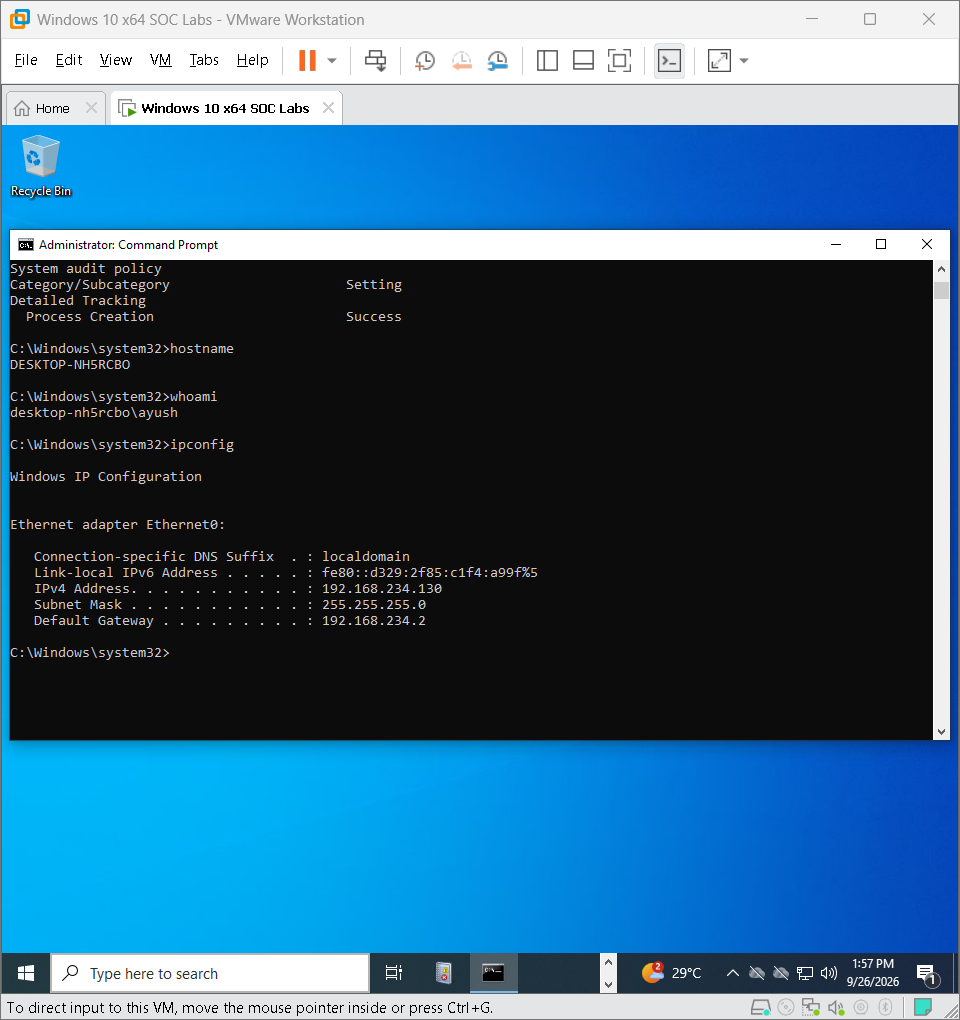 Windows 10 x64 SOC Labs - VMware Workstation
File Edit View VM Tabs Help
Home Windows 10 x64 SOC Labs
Recycle Bin
Administrator: Command Prompt
System audit policy
Category/Subcategory Setting
Detailed Tracking
Process Creation Success
C:\Windows\system32>hostname
DESKTOP-NH5RCBO
C:\Windows\system32>whoami
desktop-nh5rcbo\ayush
C:\Windows\system32>ipconfig
Windows IP Configuration
Ethernet adapter Ethernet0:
Connection-specific DNS Suffix . : localdomain
Link-local IPv6 Address . . . . . : fe80::d329:2f85:c1f4:a99f%5
IPv4 Address. . . . . . . . . . . : 192.168.234.130
Subnet Mask . . . . . . . . . . . : 255.255.255.0
Default Gateway . . . . . . . . . : 192.168.234.2
C:\Windows\system32>
Type here to search 2 29°C 1:57 PM
9/26/2026 1
To direct input to this VM, move the mouse pointer inside or press Ctrl+G.